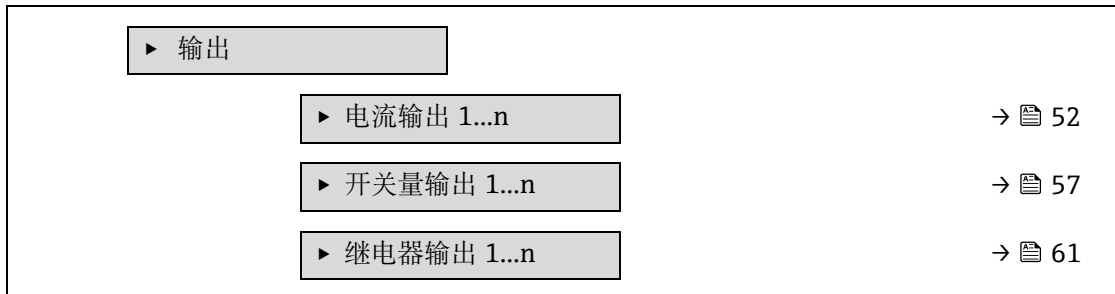 ▶ 输出
▶ 电流输出 1...n → 52
▶ 开关量输出 1...n → 57
▶ 继电器输出 1...n → 61